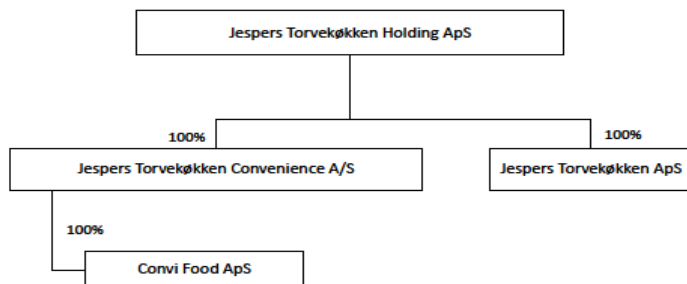 Jespers Torvekøkken Holding ApS
100%
100%
Jespers Torvekøkken Convenience A/S
Jespers Torvekøkken ApS
100%
Convi Food ApS